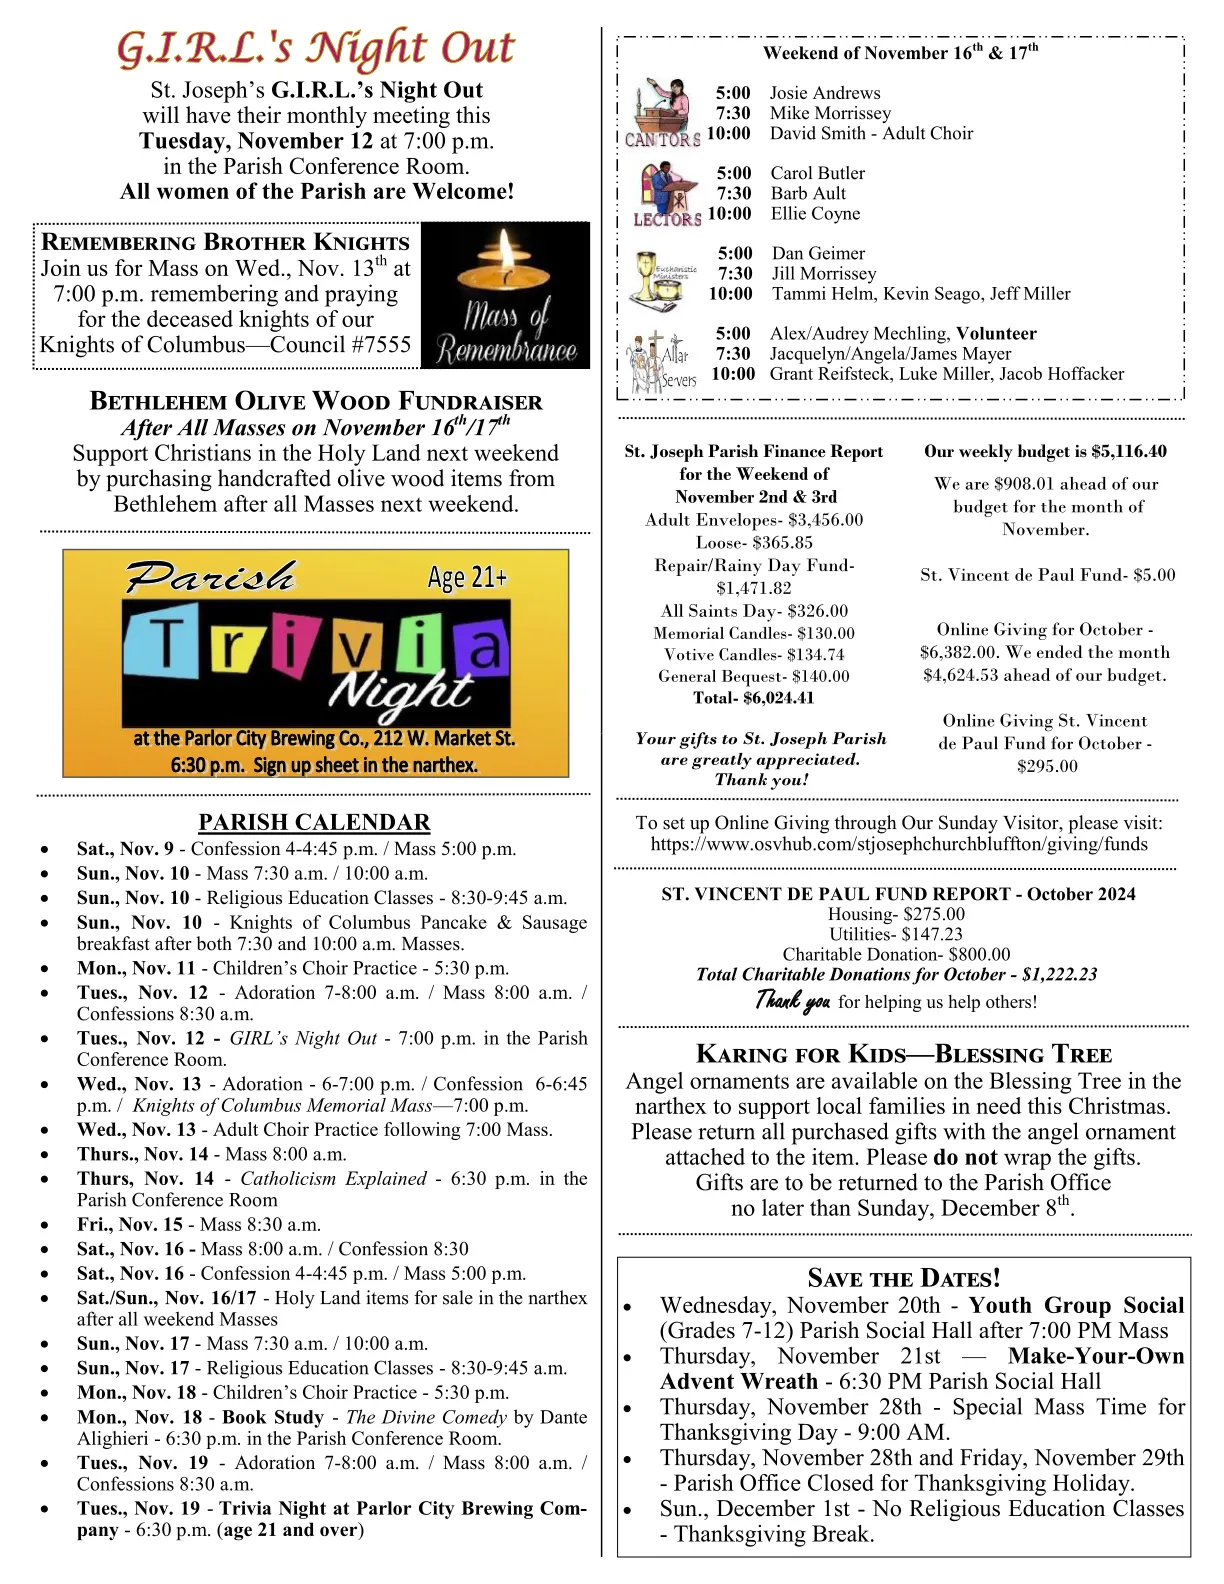 G.I.R.L.'s Night Out
St. Joseph’s G.I.R.L.’s Night Out
will have their monthly meeting this
Tuesday, November 12 at 7:00 p.m.
in the Parish Conference Room.
All women of the Parish are Welcome!
Remembering Brother Knights
Join us for Mass on Wed., Nov. 13th at
7:00 p.m. remembering and praying
for the deceased knights of our
Knights of Columbus—Council #7555
Mass of
Remembrance
Bethlehem Olive Wood Fundraiser
After All Masses on November 16th/17th
Support Christians in the Holy Land next weekend
by purchasing handcrafted olive wood items from
Bethlehem after all Masses next weekend.
Parish Age 21+
Trivia
Night
at the Parlor City Brewing Co., 212 W. Market St.
6:30 p.m.  Sign up sheet in the narthex.
PARISH CALENDAR
• Sat., Nov. 9 - Confession 4-4:45 p.m. / Mass 5:00 p.m.
• Sun., Nov. 10 - Mass 7:30 a.m. / 10:00 a.m.
• Sun., Nov. 10 - Religious Education Classes - 8:30-9:45 a.m.
• Sun., Nov. 10 - Knights of Columbus Pancake & Sausage
breakfast after both 7:30 and 10:00 a.m. Masses.
• Mon., Nov. 11 - Children’s Choir Practice - 5:30 p.m.
• Tues., Nov. 12 - Adoration 7-8:00 a.m. / Mass 8:00 a.m. /
Confessions 8:30 a.m.
• Tues., Nov. 12 - GIRL’s Night Out - 7:00 p.m. in the Parish
Conference Room.
• Wed., Nov. 13 - Adoration - 6-7:00 p.m. / Confession 6-6:45
p.m. / Knights of Columbus Memorial Mass—7:00 p.m.
• Wed., Nov. 13 - Adult Choir Practice following 7:00 Mass.
• Thurs., Nov. 14 - Mass 8:00 a.m.
• Thurs, Nov. 14 - Catholicism Explained - 6:30 p.m. in the
Parish Conference Room
• Fri., Nov. 15 - Mass 8:30 a.m.
• Sat., Nov. 16 - Mass 8:00 a.m. / Confession 8:30
• Sat., Nov. 16 - Confession 4-4:45 p.m. / Mass 5:00 p.m.
• Sat./Sun., Nov. 16/17 - Holy Land items for sale in the narthex
after all weekend Masses
• Sun., Nov. 17 - Mass 7:30 a.m. / 10:00 a.m.
• Sun., Nov. 17 - Religious Education Classes - 8:30-9:45 a.m.
• Mon., Nov. 18 - Children’s Choir Practice - 5:30 p.m.
• Mon., Nov. 18 - Book Study - The Divine Comedy by Dante
Alighieri - 6:30 p.m. in the Parish Conference Room.
• Tues., Nov. 19 - Adoration 7-8:00 a.m. / Mass 8:00 a.m. /
Confessions 8:30 a.m.
• Tues., Nov. 19 - Trivia Night at Parlor City Brewing Com-
pany - 6:30 p.m. (age 21 and over)
Weekend of November 16th & 17th
CANTORS
5:00 Josie Andrews
7:30 Mike Morrissey
10:00 David Smith - Adult Choir
LECTORS
5:00 Carol Butler
7:30 Barb Ault
10:00 Ellie Coyne
Eucharistic
Ministers
5:00 Dan Geimer
7:30 Jill Morrissey
10:00 Tammi Helm, Kevin Seago, Jeff Miller
Altar
Servers
5:00 Alex/Audrey Mechling, Volunteer
7:30 Jacquelyn/Angela/James Mayer
10:00 Grant Reifsteck, Luke Miller, Jacob Hoffacker
St. Joseph Parish Finance Report
for the Weekend of
November 2nd & 3rd
Adult Envelopes- $3,456.00
Loose- $365.85
Repair/Rainy Day Fund-
$1,471.82
All Saints Day- $326.00
Memorial Candles- $130.00
Votive Candles- $134.74
General Bequest- $140.00
Total- $6,024.41
Your gifts to St. Joseph Parish
are greatly appreciated.
Thank you!
Our weekly budget is $5,116.40
We are $908.01 ahead of our
budget for the month of
November.
St. Vincent de Paul Fund- $5.00
Online Giving for October -
$6,382.00. We ended the month
$4,624.53 ahead of our budget.
Online Giving St. Vincent
de Paul Fund for October -
$295.00
To set up Online Giving through Our Sunday Visitor, please visit:
https://www.osvhub.com/stjosephchurchbluffton/giving/funds
ST. VINCENT DE PAUL FUND REPORT - October 2024
Housing- $275.00
Utilities- $147.23
Charitable Donation- $800.00
Total Charitable Donations for October - $1,222.23
Thank you for helping us help others!
Karing for Kids—Blessing Tree
Angel ornaments are available on the Blessing Tree in the
narthex to support local families in need this Christmas.
Please return all purchased gifts with the angel ornament
attached to the item. Please do not wrap the gifts.
Gifts are to be returned to the Parish Office
no later than Sunday, December 8th.
Save the Dates!
• Wednesday, November 20th - Youth Group Social
(Grades 7-12) Parish Social Hall after 7:00 PM Mass
• Thursday, November 21st — Make-Your-Own
Advent Wreath - 6:30 PM Parish Social Hall
• Thursday, November 28th - Special Mass Time for
Thanksgiving Day - 9:00 AM.
• Thursday, November 28th and Friday, November 29th
- Parish Office Closed for Thanksgiving Holiday.
• Sun., December 1st - No Religious Education Classes
- Thanksgiving Break.